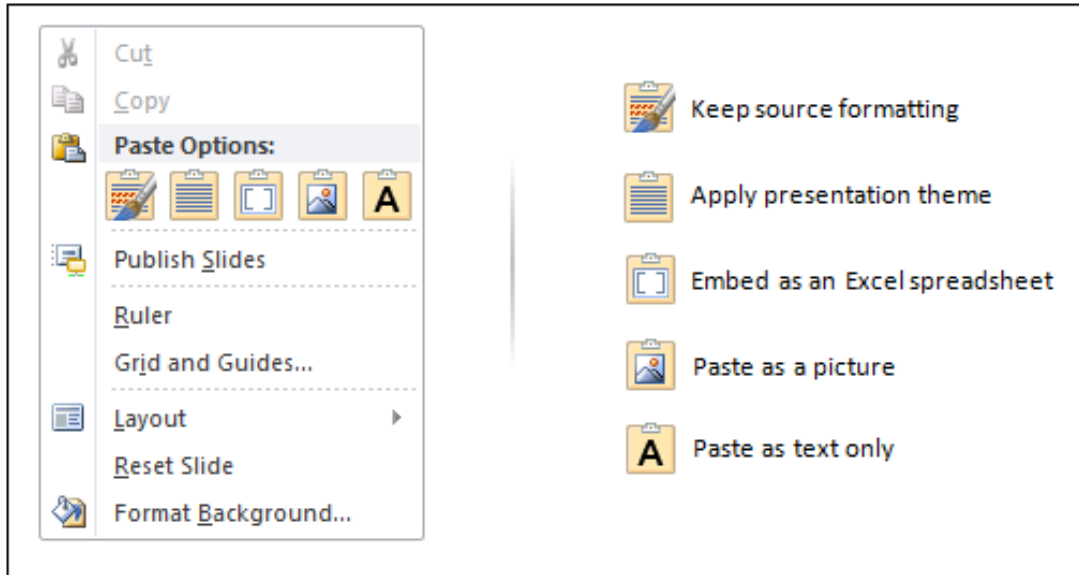 Cut
Copy
Paste Options:
A
Publish Slides
Ruler
Grid and Guides...
Layout
Reset Slide
Format Background...
Keep source formatting
Apply presentation theme
Embed as an Excel spreadsheet
Paste as a picture
A Paste as text only